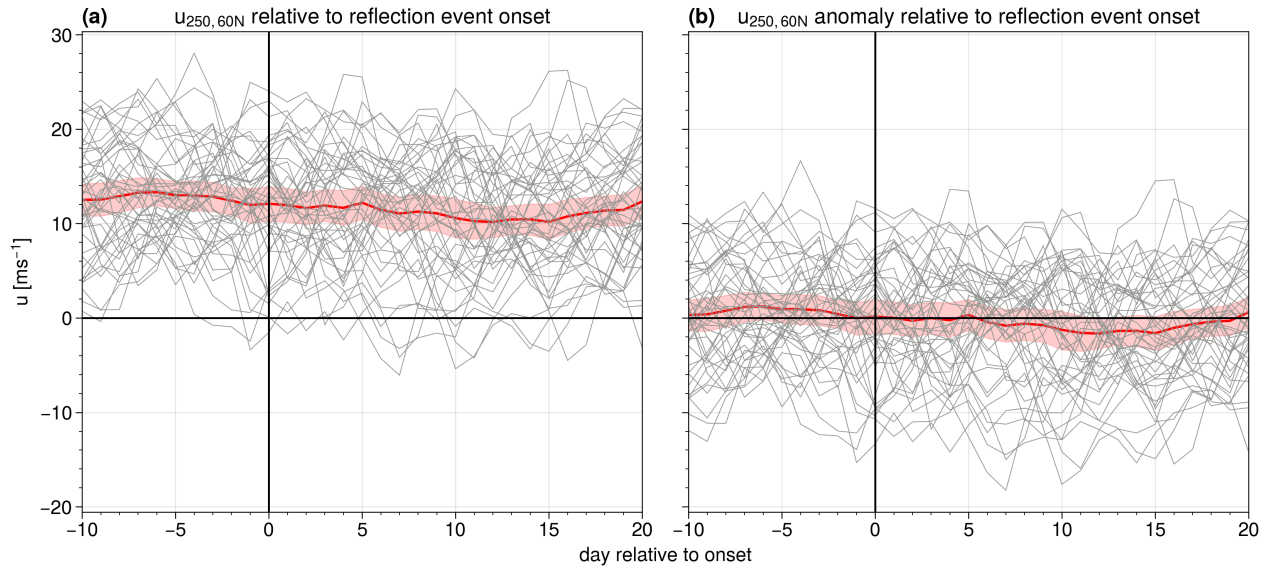 (a) u250, 60N relative to reflection event onset
(b) u250, 60N anomaly relative to reflection event onset
30
20
10
0
−10
−20
u [ms−1]
−10 −5 0 5 10 15 20
−10 −5 0 5 10 15 20
day relative to onset